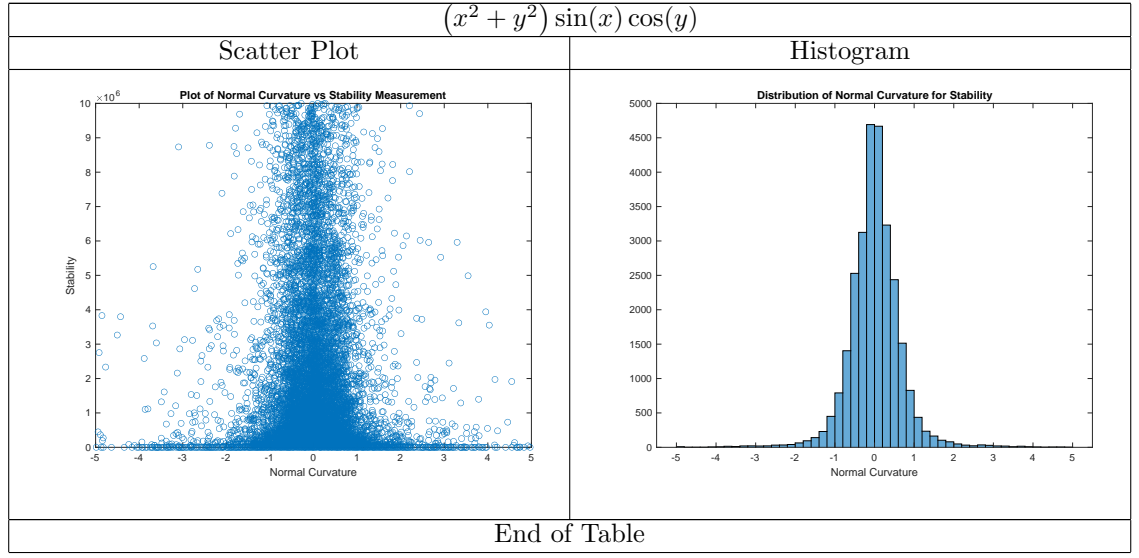 (x² + y²) sin(x) cos(y)
Scatter Plot
Histogram
Plot of Normal Curvature vs Stability Measurement
×10⁶
10
9
8
7
6
5
4
3
2
1
0
Stability
-5 -4 -3 -2 -1 0 1 2 3 4 5
Normal Curvature
Distribution of Normal Curvature for Stability
5000
4500
4000
3500
3000
2500
2000
1500
1000
500
0
-5 -4 -3 -2 -1 0 1 2 3 4 5
Normal Curvature
End of Table